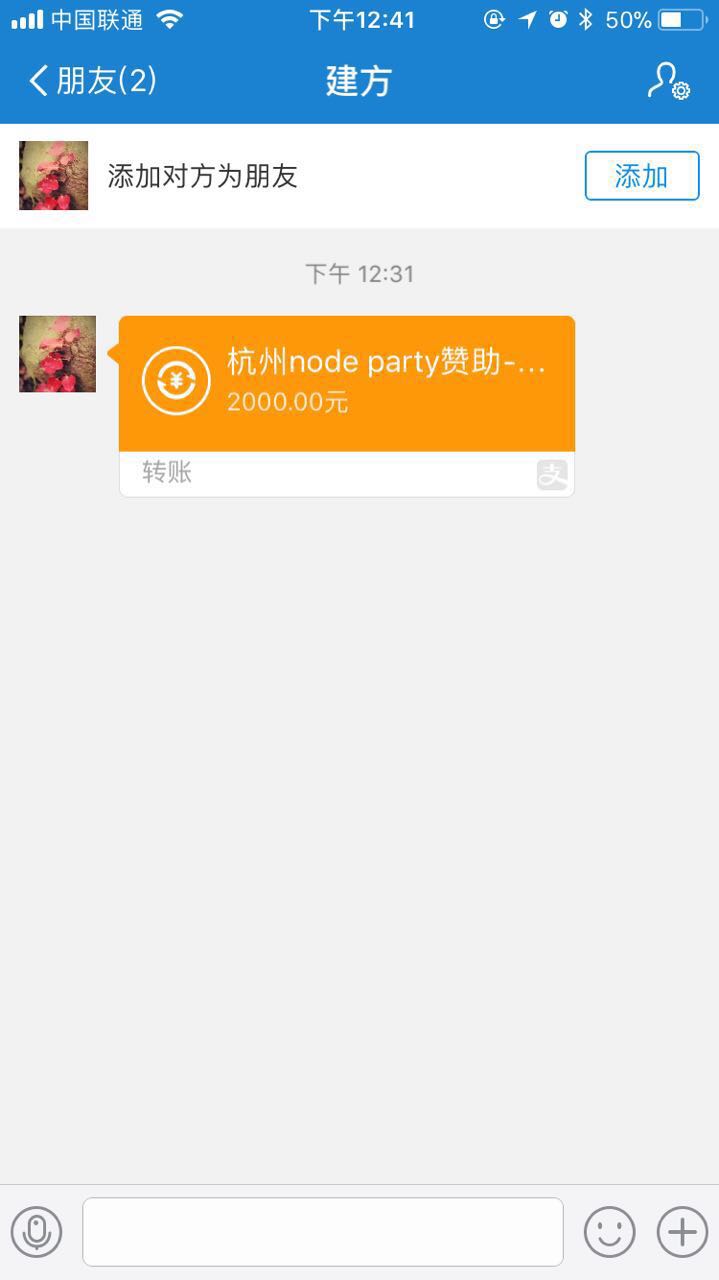 中国联通 下午12:41 50%
朋友(2) 建方
添加对方为朋友 添加
下午 12:31
杭州node party赞助-...
2000.00元
转账 支